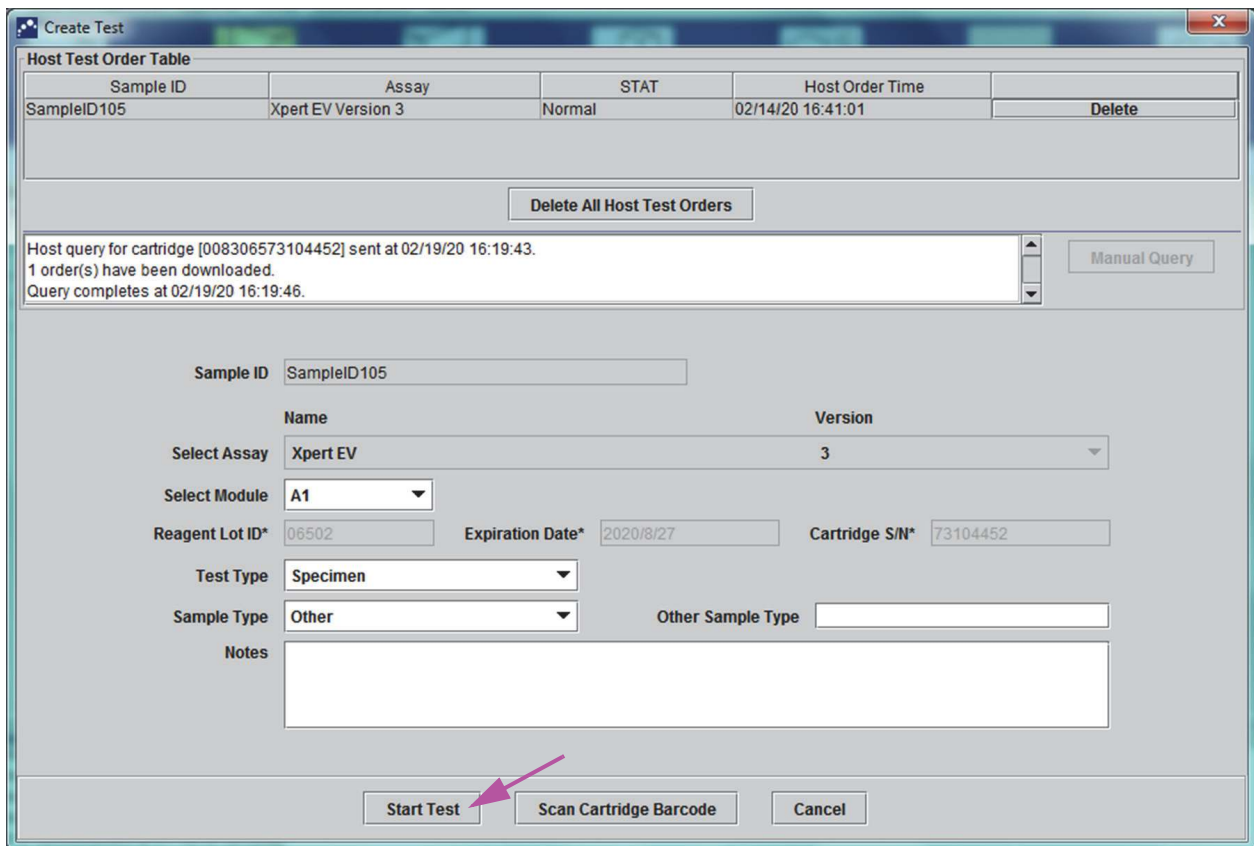 Create Test
Host Test Order Table
Sample ID Assay STAT Host Order Time
SampleID105 Xpert EV Version 3 Normal 02/14/20 16:41:01 Delete
Delete All Host Test Orders
Host query for cartridge [008306573104452] sent at 02/19/20 16:19:43.
1 order(s) have been downloaded.
Query completes at 02/19/20 16:19:46.
Manual Query
Sample ID SampleID105
Name Version
Select Assay Xpert EV 3
Select Module A1
Reagent Lot ID* 06502 Expiration Date* 2020/8/27 Cartridge S/N* 73104452
Test Type Specimen
Sample Type Other Other Sample Type
Notes
Start Test Scan Cartridge Barcode Cancel